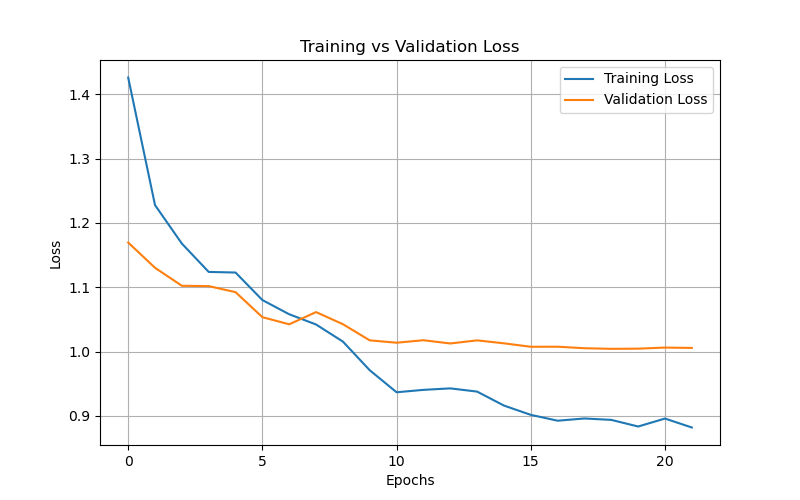 Training vs Validation Loss
Training Loss
Validation Loss
1.4
1.3
1.2
1.1
1.0
0.9
Loss
0
5
10
15
20
Epochs